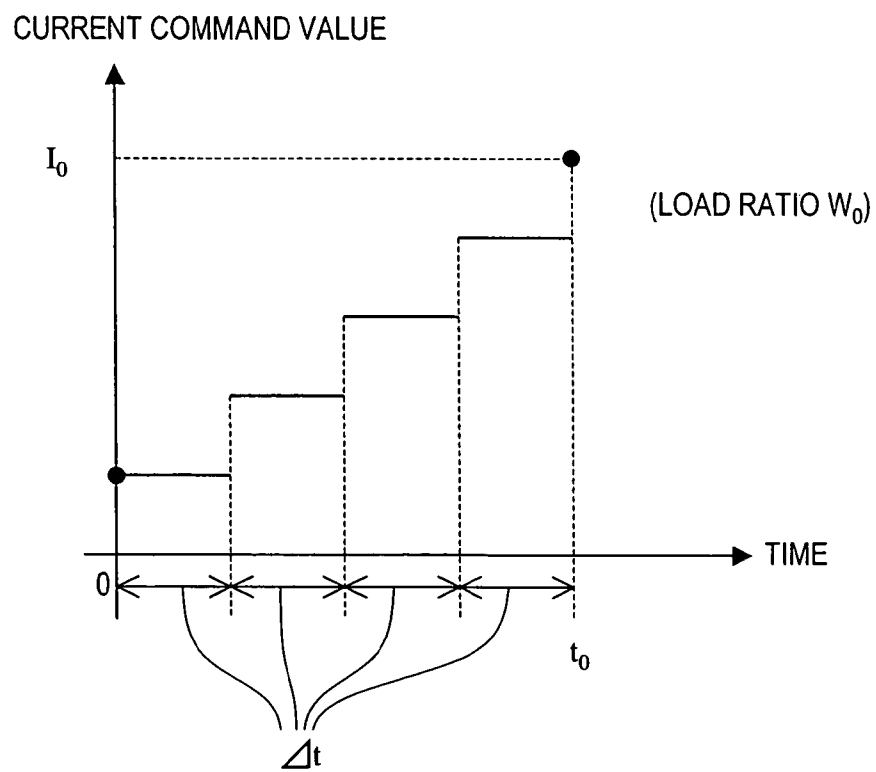 CURRENT COMMAND VALUE
I₀
(LOAD RATIO W₀)
TIME
0
t₀
⊿t